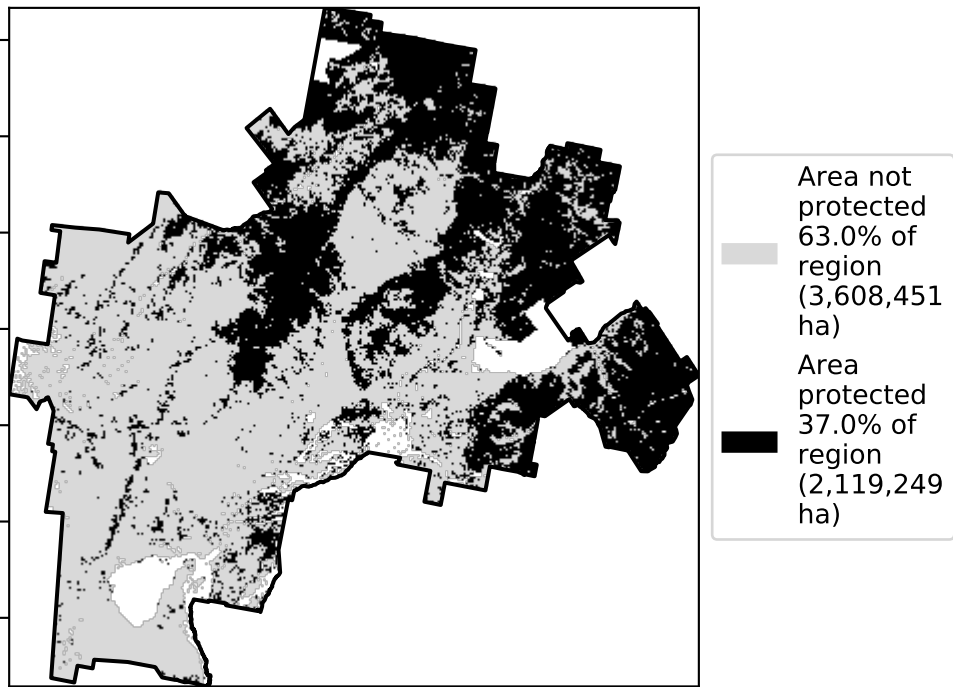 Area not
protected
63.0% of
region
(3,608,451
ha)
Area
protected
37.0% of
region
(2,119,249
ha)